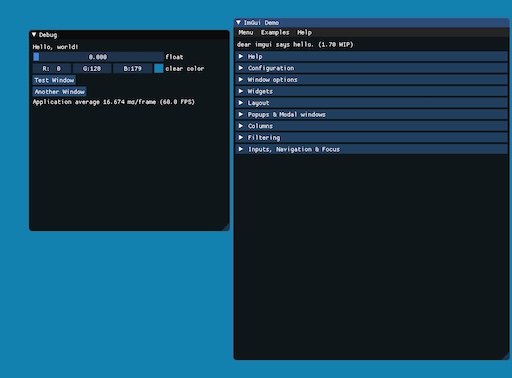 Debug
Hello, world!
0.000 float
R: 0 G:128 B:179 clear color
Test Window
Another Window
Application average 16.674 ms/frame (60.0 FPS)
ImGui Demo
Menu Examples Help
dear imgui says hello. (1.70 WIP)
Help
Configuration
Window options
Widgets
Layout
Popups & Modal windows
Columns
Filtering
Inputs, Navigation & Focus